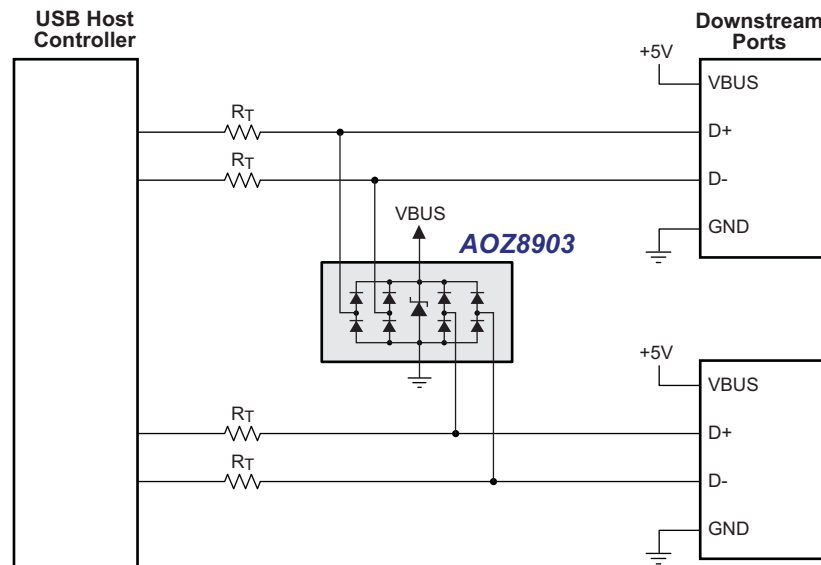 USB Host
Controller
Downstream
Ports
+5V
VBUS
RT
D+
RT
D-
VBUS
GND
AOZ8903
+5V
VBUS
RT
D+
RT
D-
GND